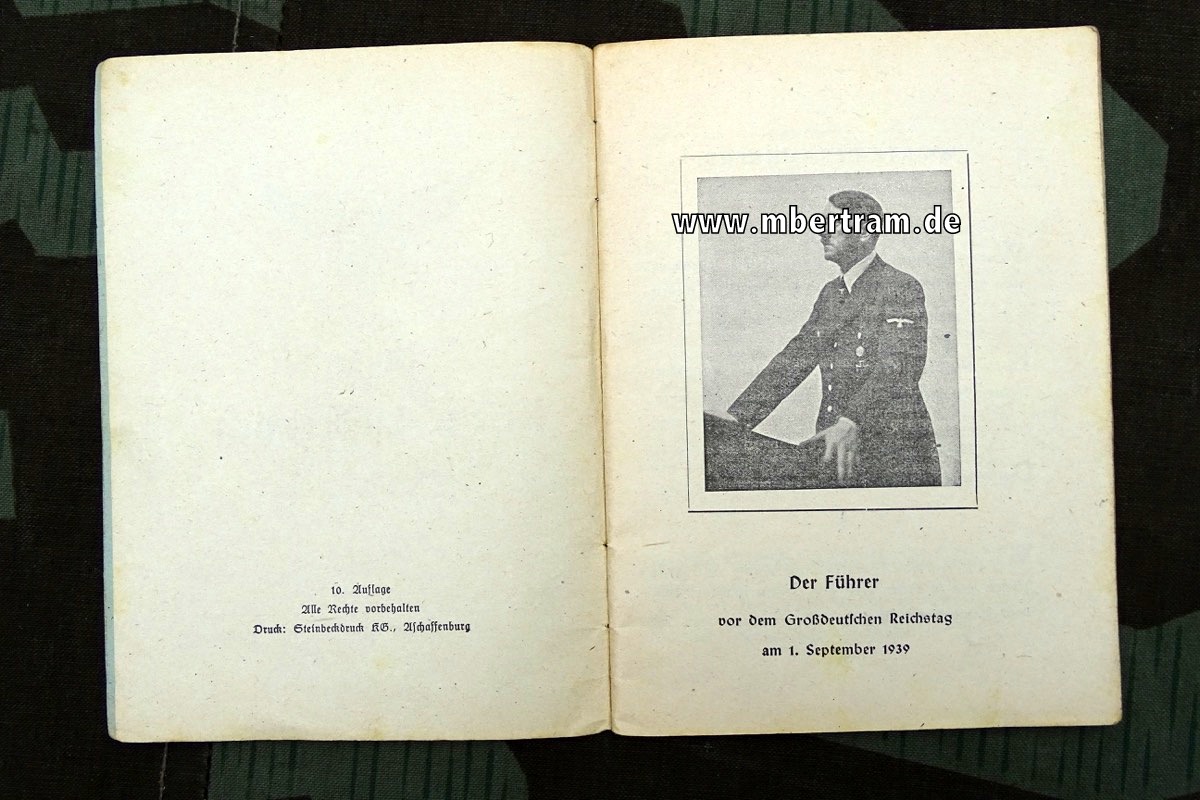 10. Auflage
Alle Rechte vorbehalten
Druck: Steinbeckdruck KG., Aschaffenburg
www.mbertram.de
Der Führer
vor dem Großdeutschen Reichstag
am 1. September 1939